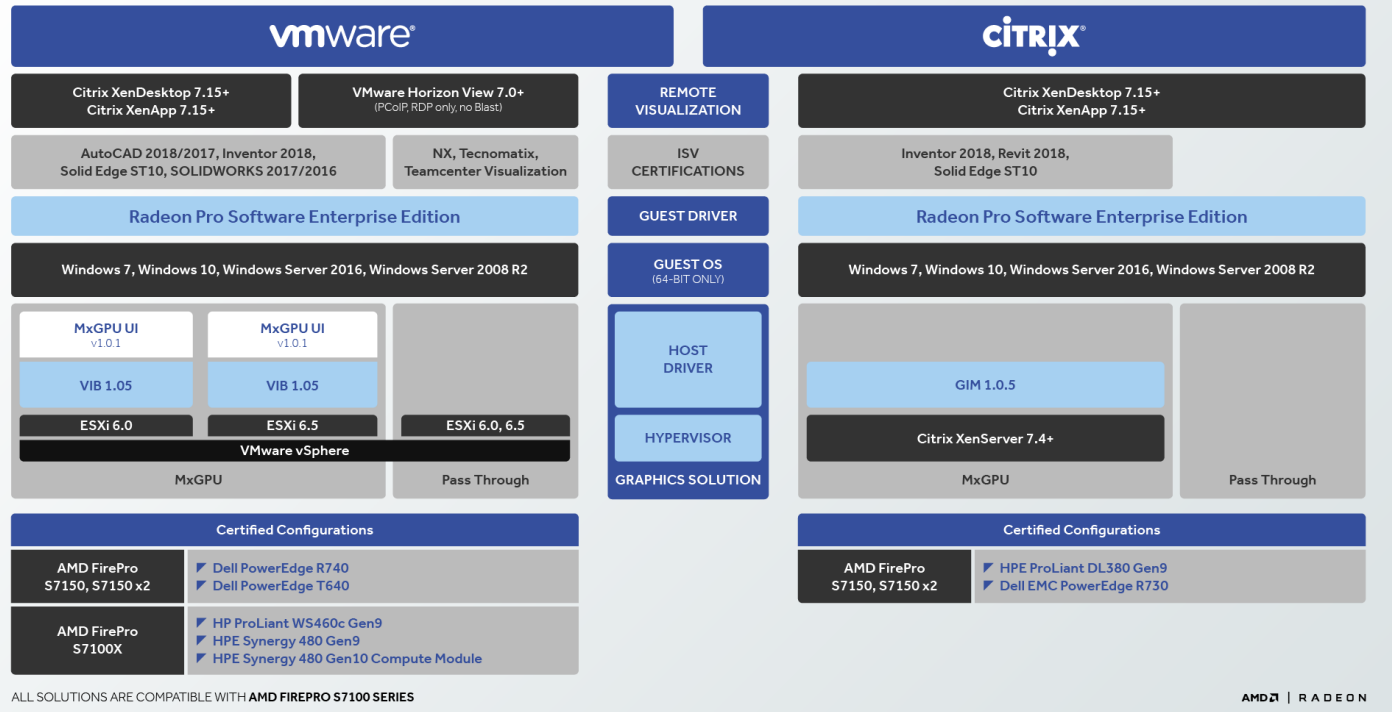 vmware®
CİTRIX®
Citrix XenDesktop 7.15+
Citrix XenApp 7.15+
VMware Horizon View 7.0+
(PCoIP, RDP only, no Blast)
REMOTE
VISUALIZATION
Citrix XenDesktop 7.15+
Citrix XenApp 7.15+
AutoCAD 2018/2017, Inventor 2018,
Solid Edge ST10, SOLIDWORKS 2017/2016
NX, Tecnomatix,
Teamcenter Visualization
ISV
CERTIFICATIONS
Inventor 2018, Revit 2018,
Solid Edge ST10
Radeon Pro Software Enterprise Edition
GUEST DRIVER
Radeon Pro Software Enterprise Edition
Windows 7, Windows 10, Windows Server 2016, Windows Server 2008 R2
GUEST OS
(64-BIT ONLY)
Windows 7, Windows 10, Windows Server 2016, Windows Server 2008 R2
MxGPU UI
v1.0.1
MxGPU UI
v1.0.1
VIB 1.05
VIB 1.05
HOST
DRIVER
GIM 1.0.5
ESXi 6.0
ESXi 6.5
ESXi 6.0, 6.5
VMware vSphere
HYPERVISOR
Citrix XenServer 7.4+
MxGPU
Pass Through
GRAPHICS SOLUTION
MxGPU
Pass Through
Certified Configurations
AMD FirePro
S7150, S7150 x2
Dell PowerEdge R740
Dell PowerEdge T640
AMD FirePro
S7100X
HP ProLiant WS460c Gen9
HPE Synergy 480 Gen9
HPE Synergy 480 Gen10 Compute Module
Certified Configurations
AMD FirePro
S7150, S7150 x2
HPE ProLiant DL380 Gen9
Dell EMC PowerEdge R730
ALL SOLUTIONS ARE COMPATIBLE WITH AMD FIREPRO S7100 SERIES
AMD | RADEON